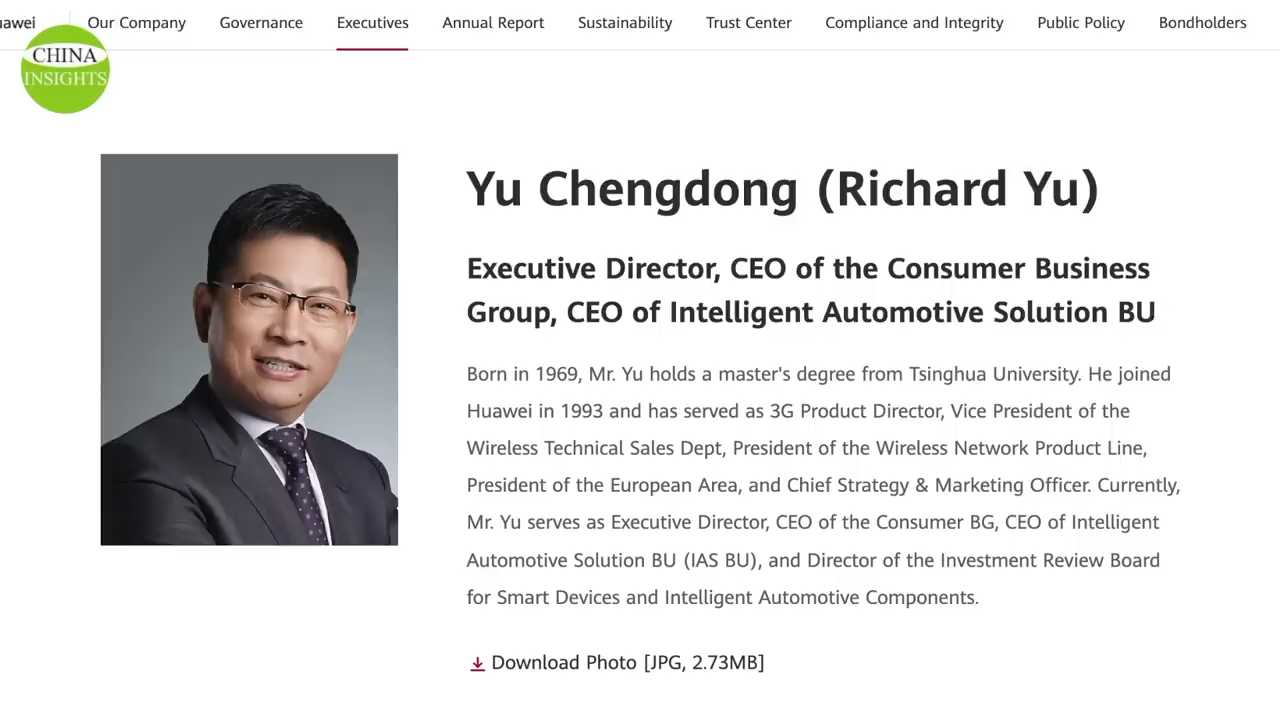 Our Company Governance Executives Annual Report Sustainability Trust Center Compliance and Integrity Public Policy Bondholders
CHINA
INSIGHTS
Yu Chengdong (Richard Yu)
Executive Director, CEO of the Consumer Business
Group, CEO of Intelligent Automotive Solution BU
Born in 1969, Mr. Yu holds a master's degree from Tsinghua University. He joined
Huawei in 1993 and has served as 3G Product Director, Vice President of the
Wireless Technical Sales Dept, President of the Wireless Network Product Line,
President of the European Area, and Chief Strategy & Marketing Officer. Currently,
Mr. Yu serves as Executive Director, CEO of the Consumer BG, CEO of Intelligent
Automotive Solution BU (IAS BU), and Director of the Investment Review Board
for Smart Devices and Intelligent Automotive Components.
Download Photo [JPG, 2.73MB]